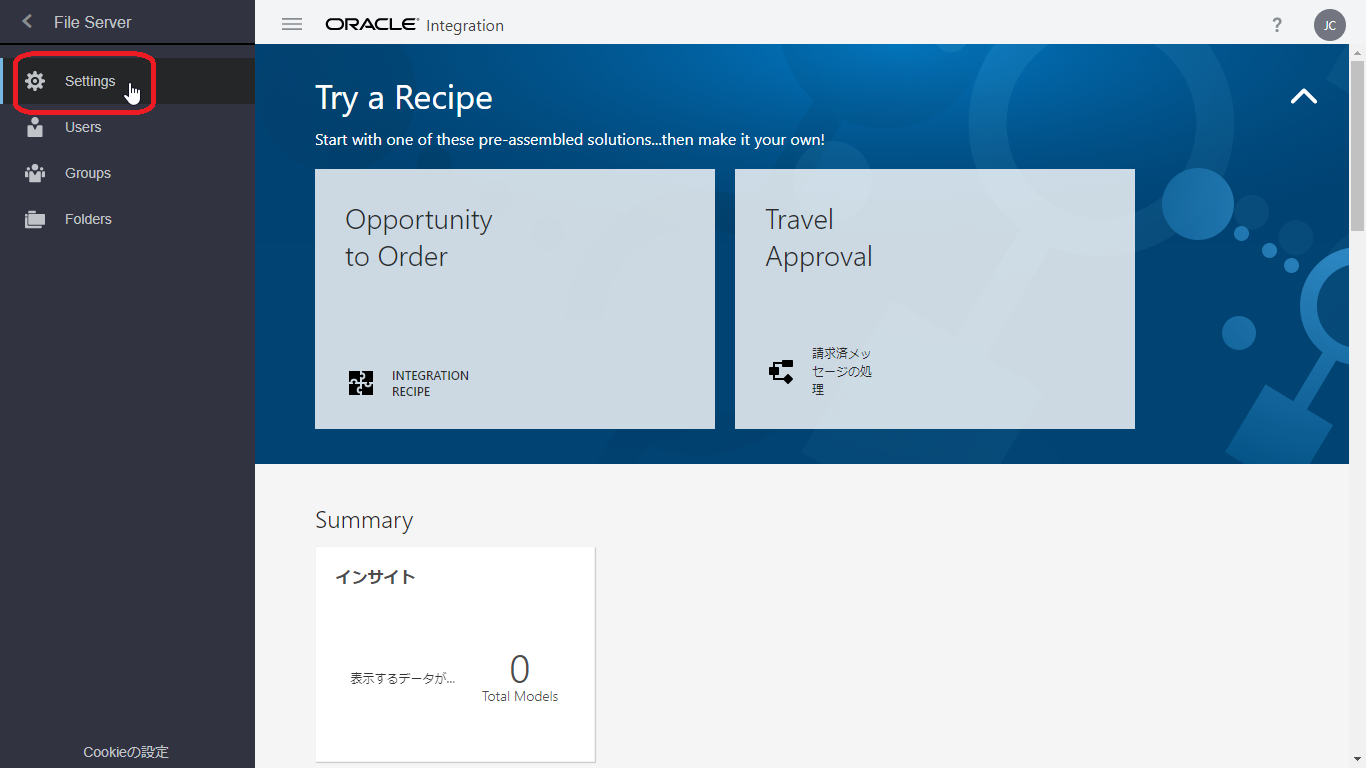 File Server
Settings
Users
Groups
Folders
Cookieの設定
ORACLE Integration
?
JC
Try a Recipe
Start with one of these pre-assembled solutions...then make it your own!
Opportunity
to Order
INTEGRATION
RECIPE
Travel
Approval
請求済メッ
セージの処
理
Summary
インサイト
表示するデータが...
0
Total Models